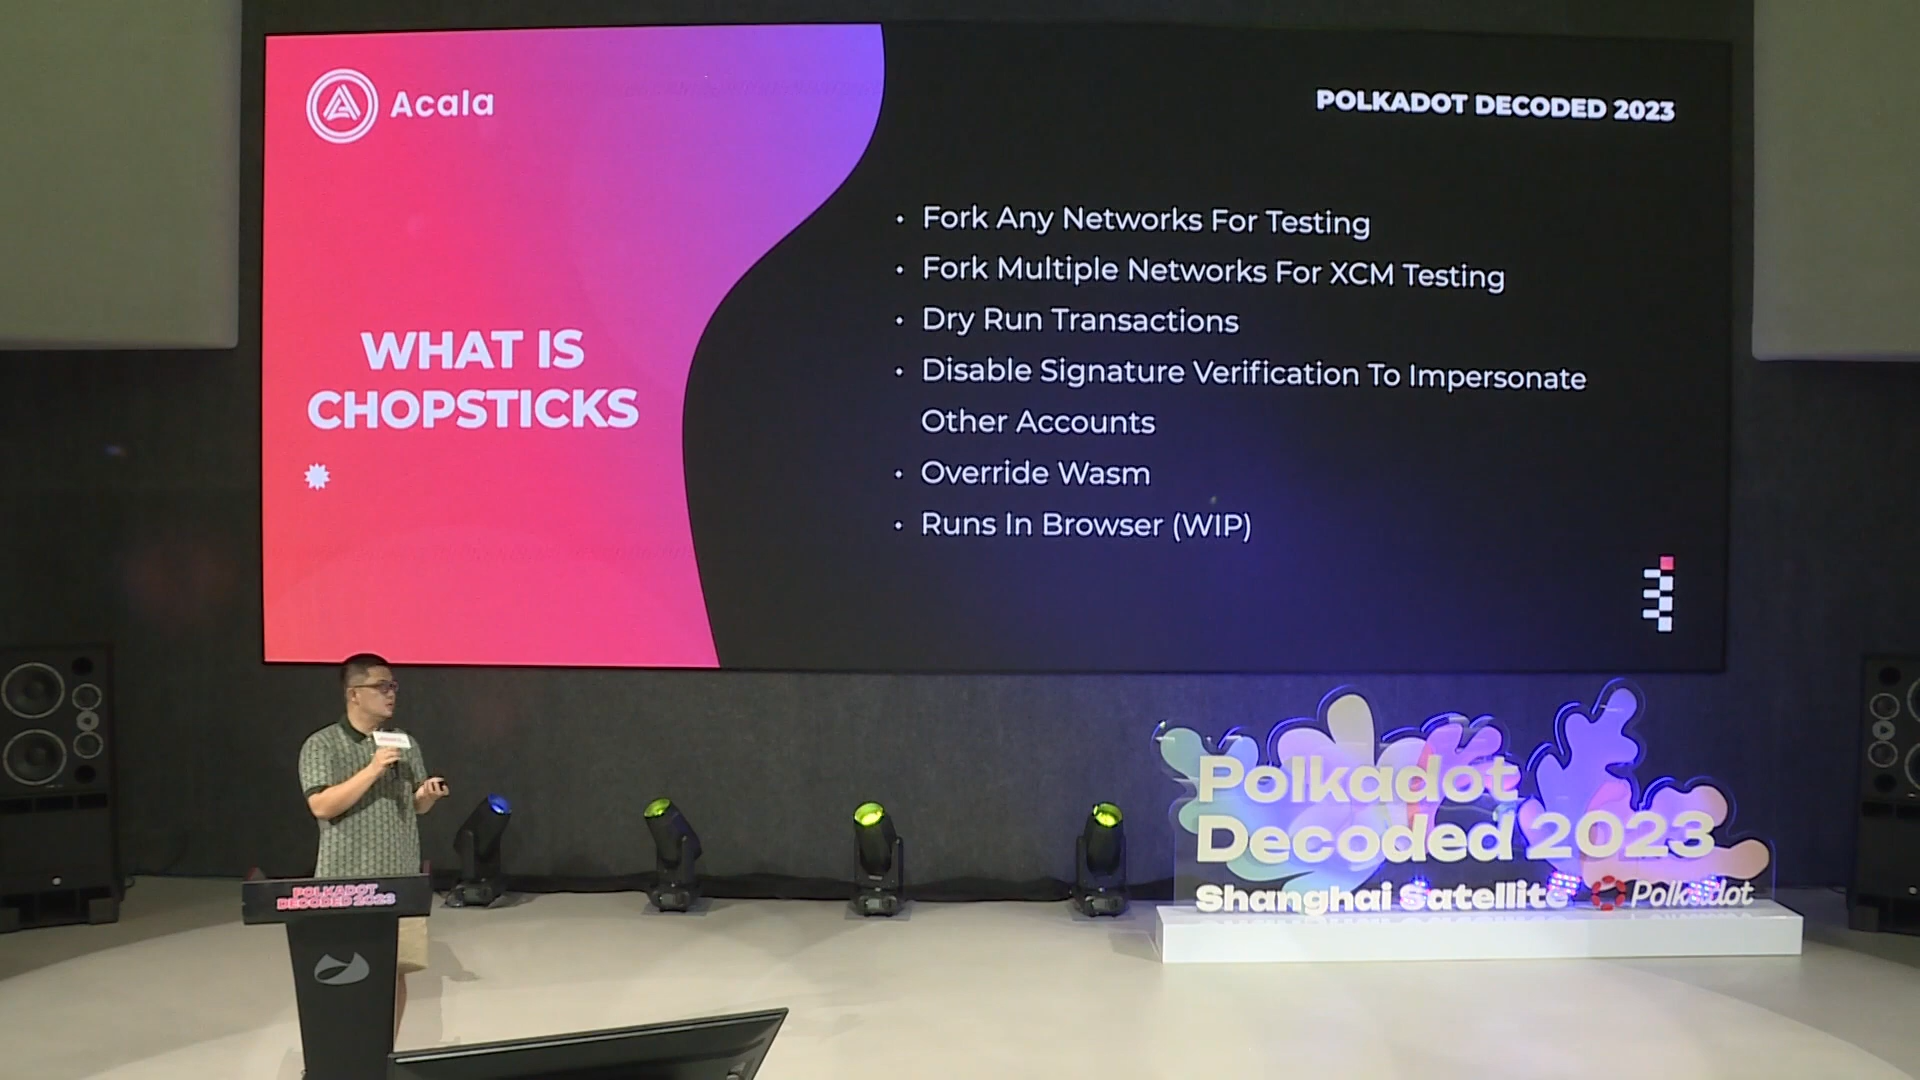 Acala
POLKADOT DECODED 2023
WHAT IS
CHOPSTICKS
• Fork Any Networks For Testing
• Fork Multiple Networks For XCM Testing
• Dry Run Transactions
• Disable Signature Verification To Impersonate
Other Accounts
• Override Wasm
• Runs In Browser (WIP)
Polkadot
Decoded 2023
Shanghai Satellite Polkadot
POLKADOT
DECODED 2023